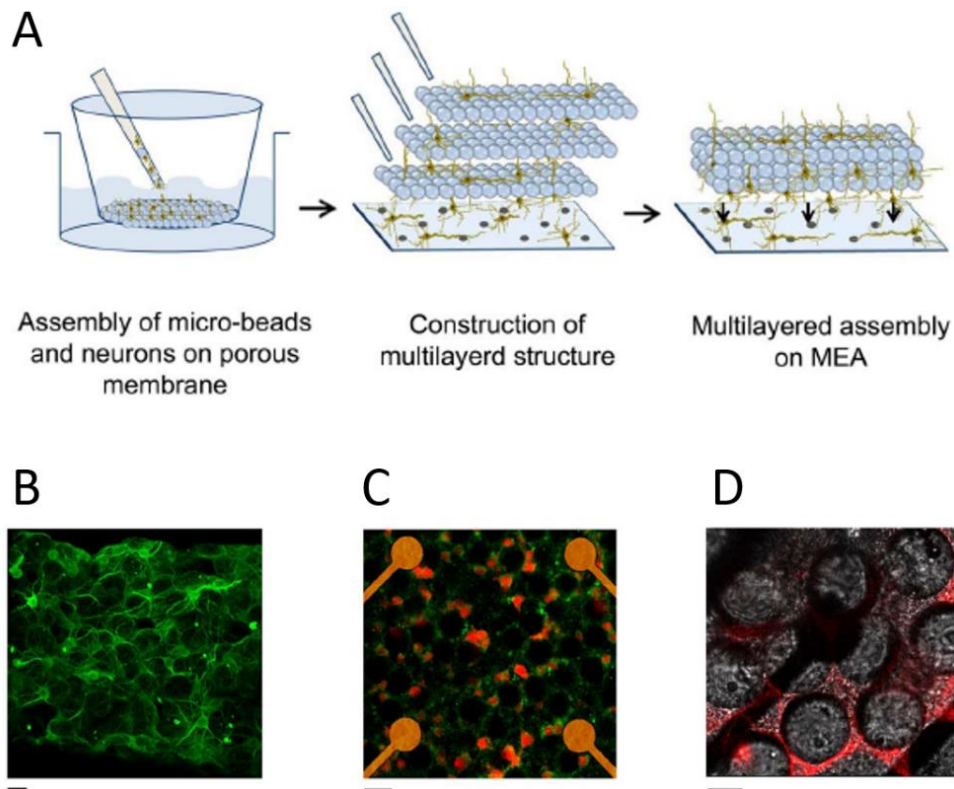 A
Assembly of micro-beads
and neurons on porous
membrane
Construction of
multilayerd structure
Multilayered assembly
on MEA
B
C
D